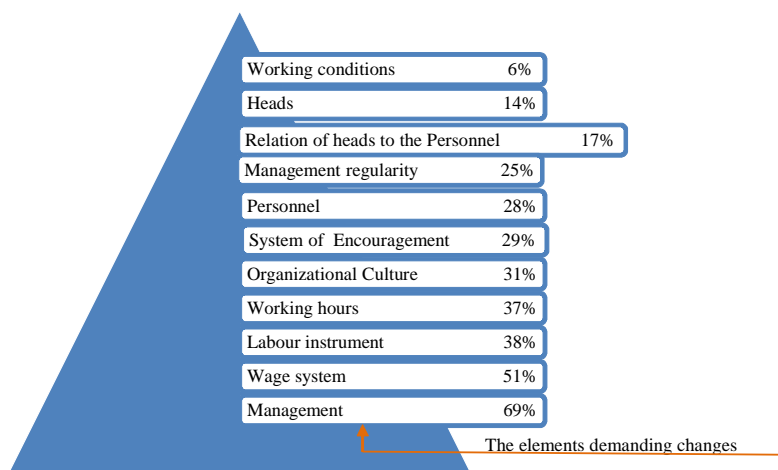 Working conditions 6%
Heads 14%
Relation of heads to the Personnel 17%
Management regularity 25%
Personnel 28%
System of Encouragement 29%
Organizational Culture 31%
Working hours 37%
Labour instrument 38%
Wage system 51%
Management 69%
The elements demanding changes